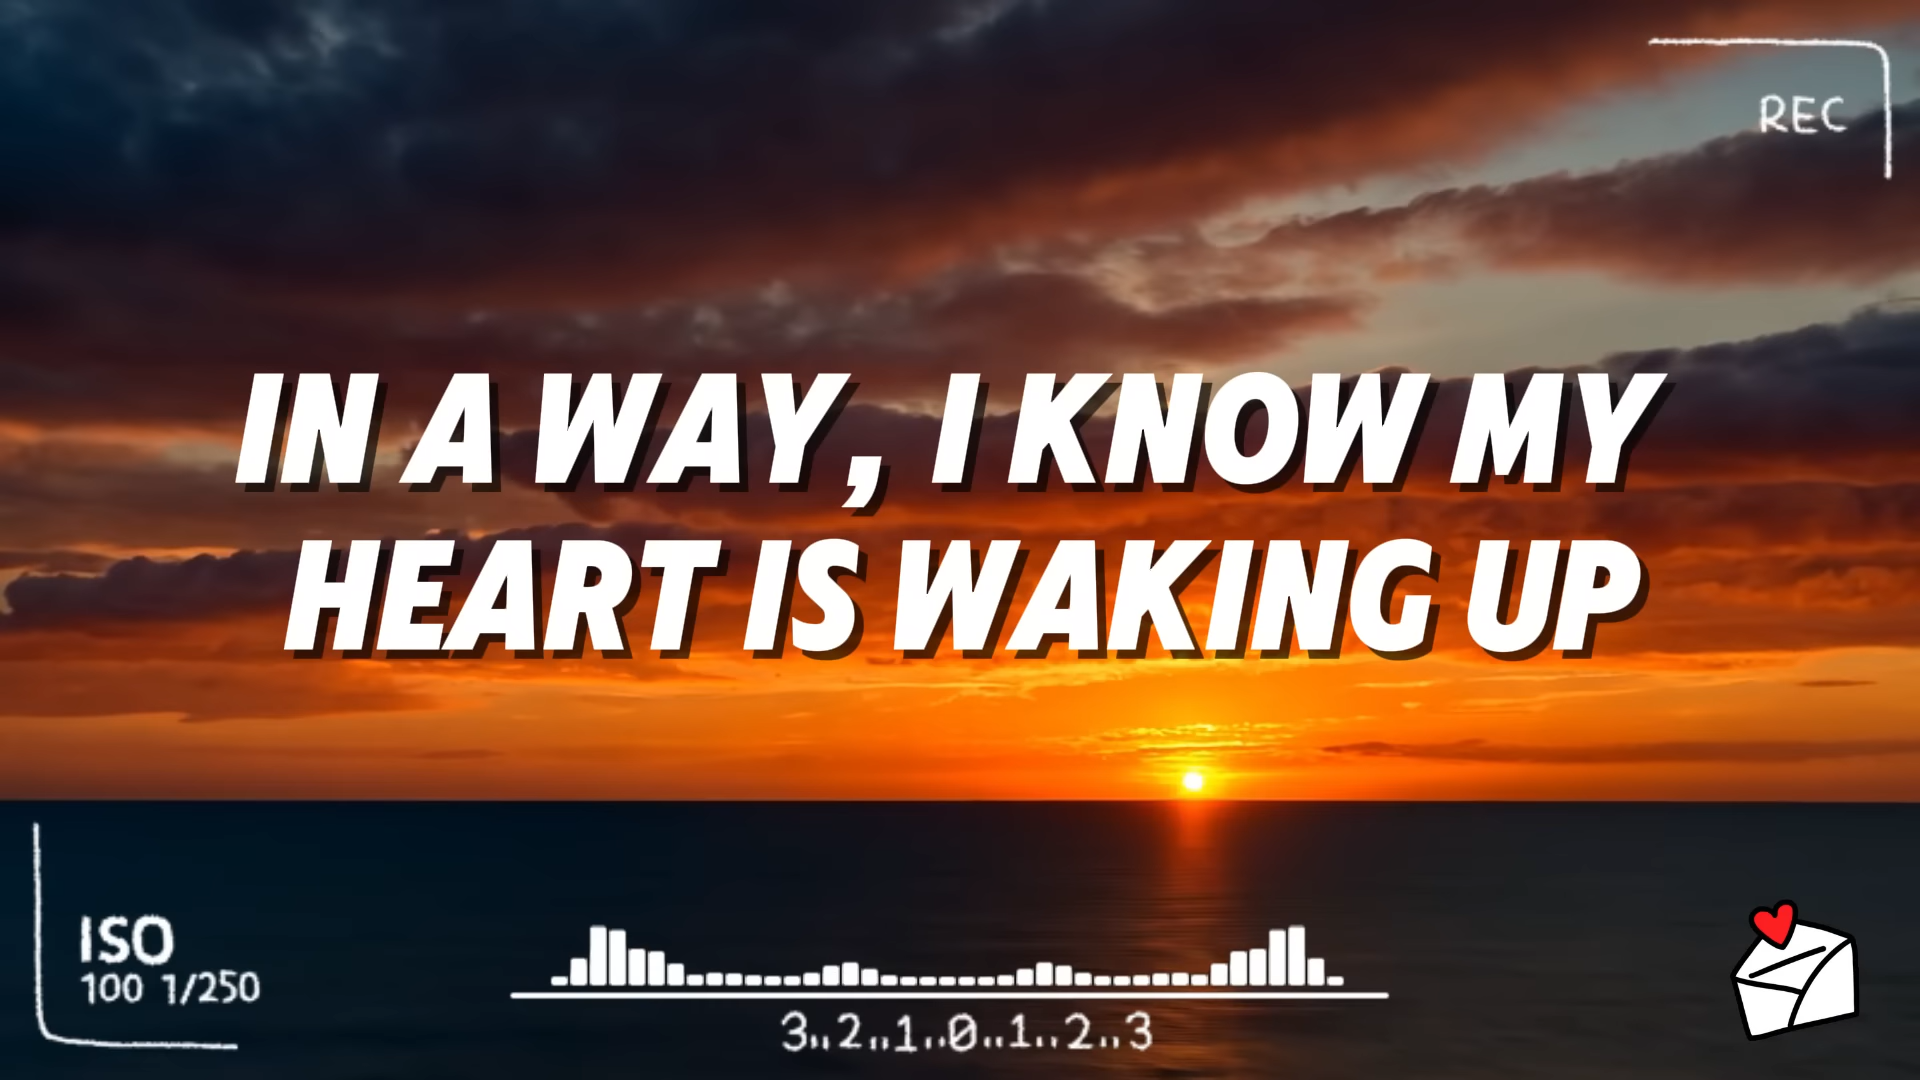 REC
IN A WAY, I KNOW MY
HEART IS WAKING UP
ISO
100 1/250
3..2..1..0..1..2..3